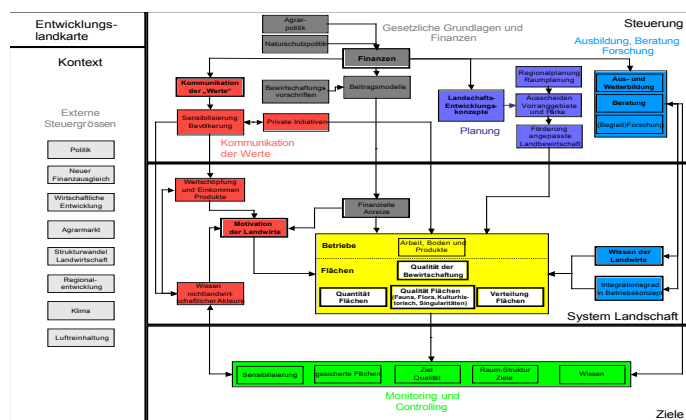 Entwicklungs-
landkarte
Kontext
Externe
Steuergrössen
Politik
Neuer
Finanzausgleich
Wirtschaftliche
Entwicklung
Agrarmarkt
Strukturwandel
Landwirtschaft
Regional-
entwicklung
Klima
Luftreinhaltung
Steuerung
Agrar-
politik
Naturschutzpolitik
Gesetzliche Grundlagen und
Finanzen
Finanzen
Bewirtschaftungs-
vorschriften
Beitragsmodelle
Kommunikation
der „Werte“
Sensibilisierung
Bevölkerung
Private Initiativen
Kommunikation
der Werte
Landschafts-
Entwicklungs-
konzepte
Planung
Regionalplanung
Raumplanung
Ausscheiden
Vorranggebiete
und Parke
Förderung
angepasste
Landbewirtschaft
Ausbildung, Beratung
Forschung
Aus- und
Weiterbildung
Beratung
(Begleit)Forschung
Wertschöpfung
und Einkommen
Produkte
Motivation
der Landwirte
Finanzielle
Anreize
Wissen
nichtlandwirt-
schaftlicher Akteure
Betriebe
Arbeit, Boden und
Produkte
Flächen
Qualität der
Bewirtschaftung
Quantität
Flächen
Qualität Flächen
(Fauna, Flora, Kulturhis-
torisch, Singularitäten)
Verteilung
Flächen
Wissen der
Landwirte
Integrationsgrad
in Betriebskonzept
System Landschaft
Sensibilisierung
gesicherte Flächen
Ziel
Qualität
Raum-Struktur
Ziele
Wissen
Monitoring und
Controlling
Ziele